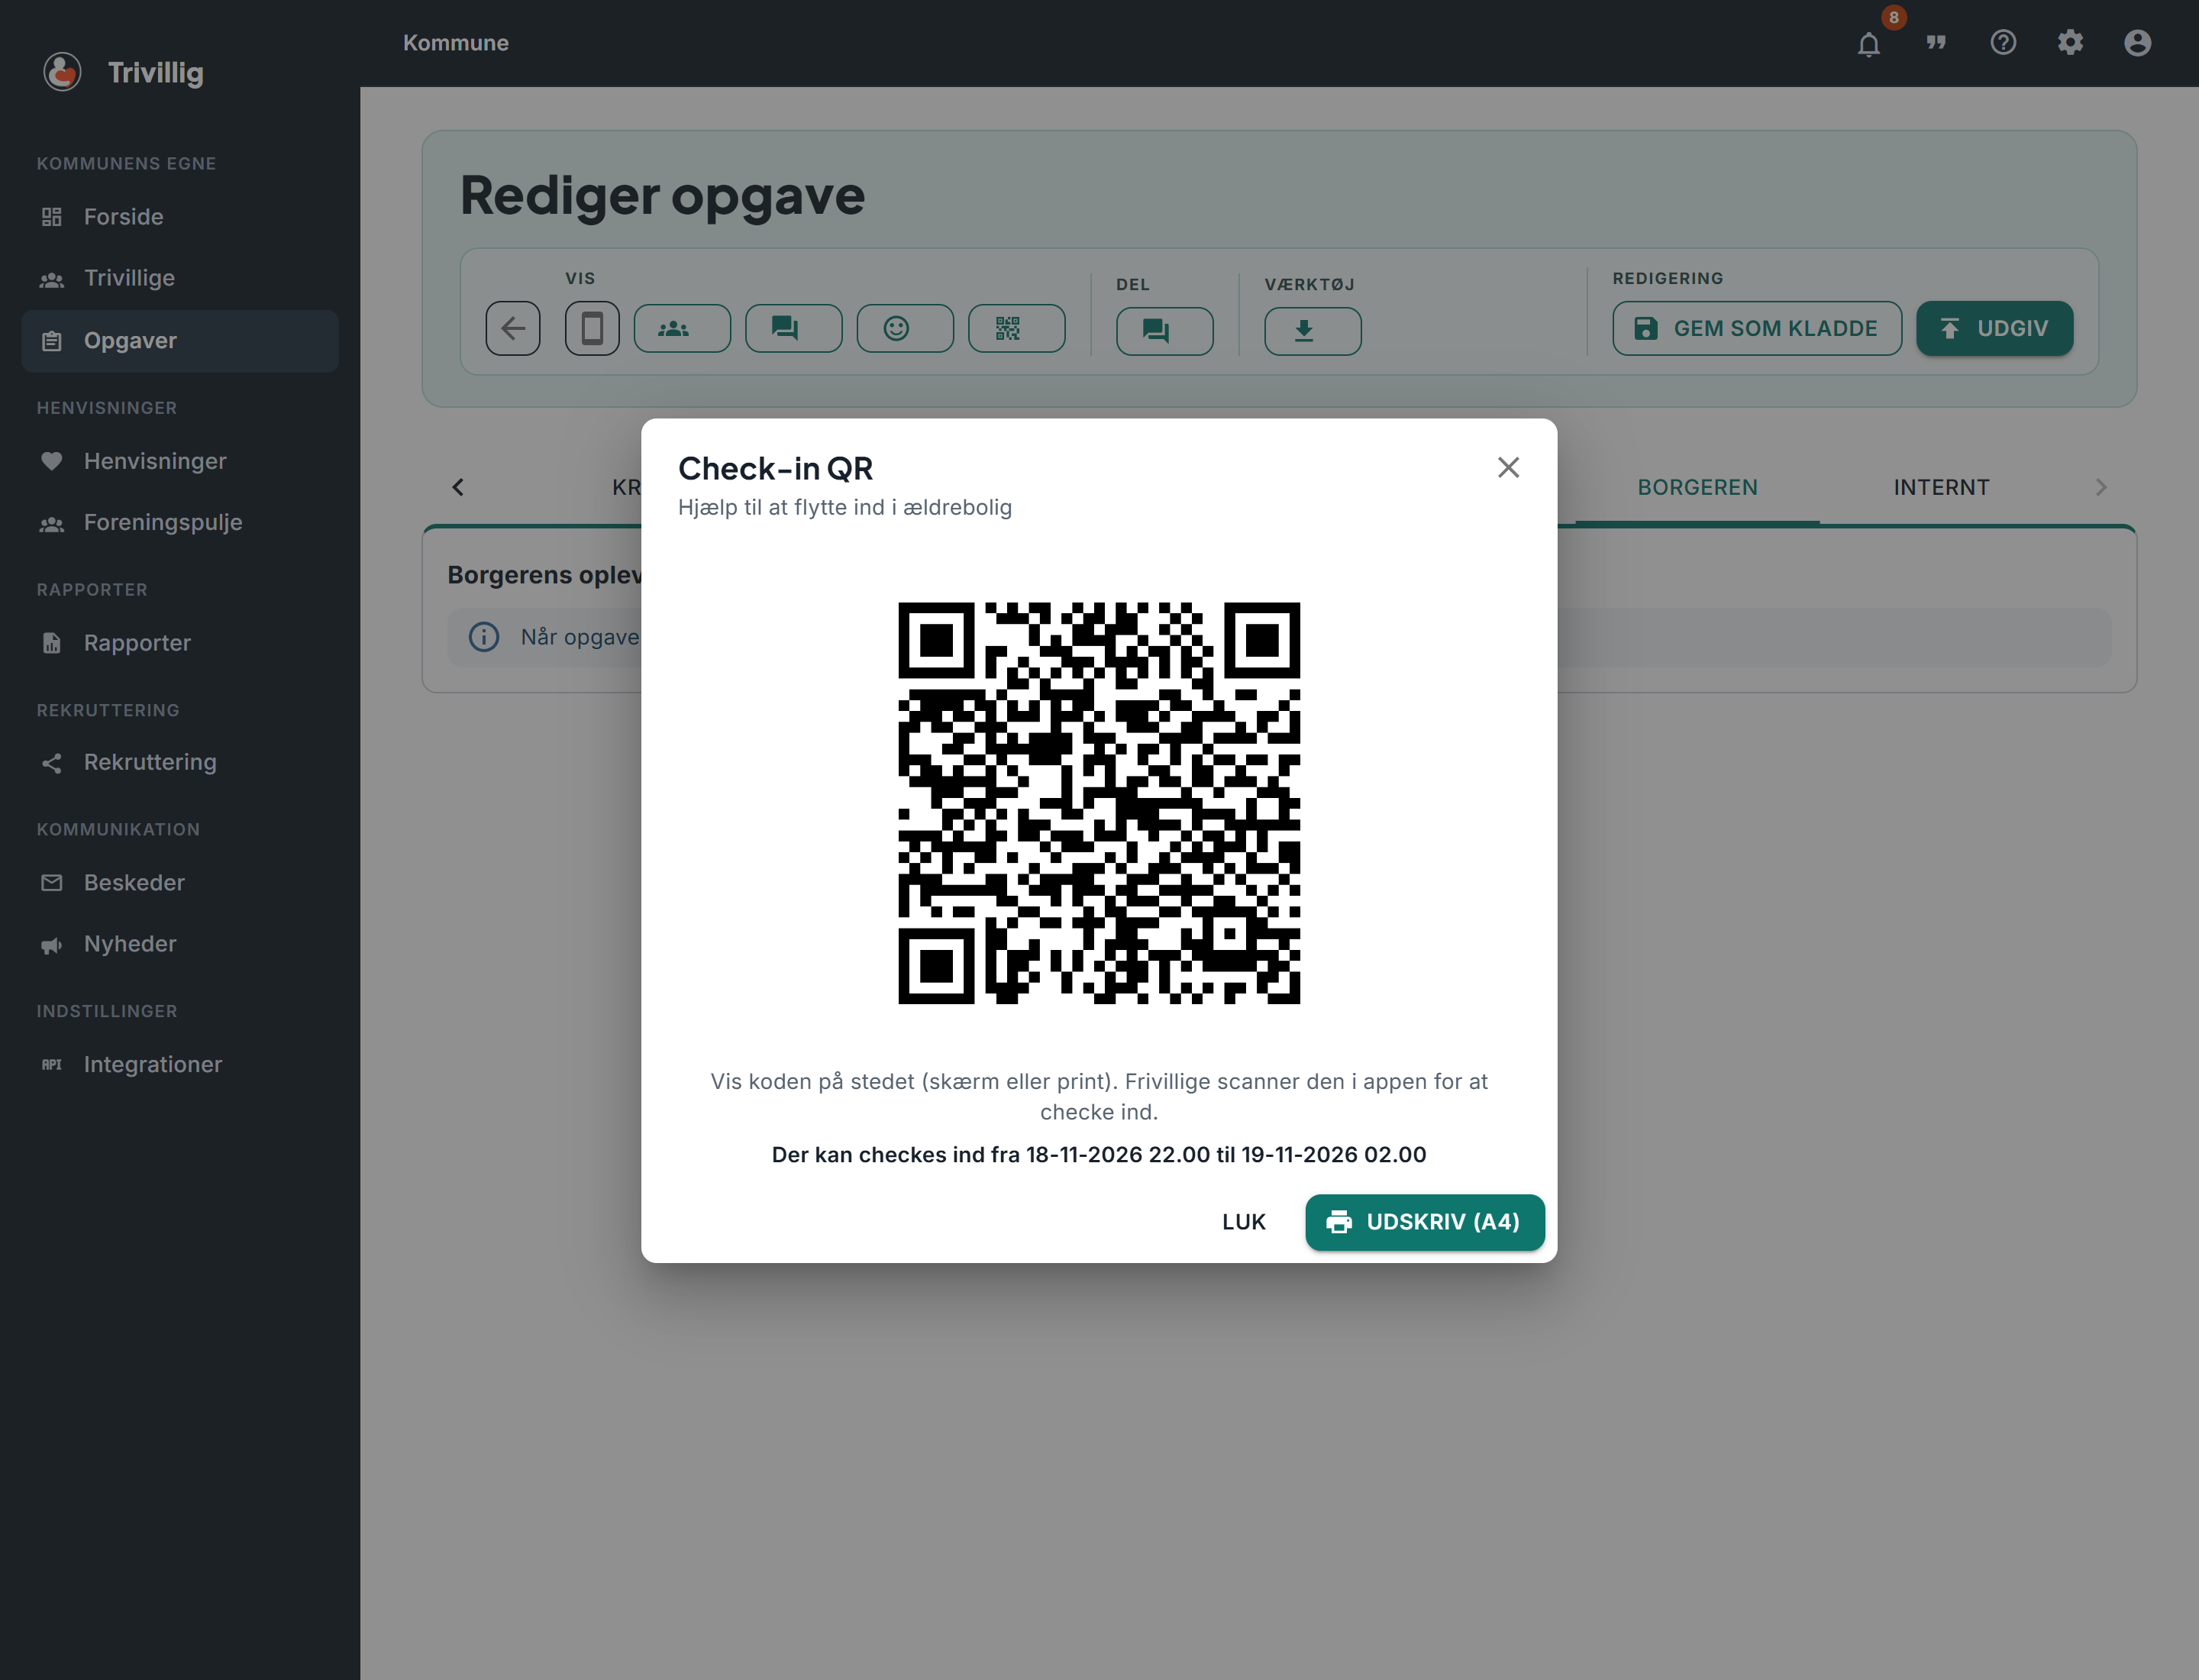 Trivillig
Kommune
8
KOMMUNENS EGNE
Forside
Trivillige
Opgaver
HENVISNINGER
Henvisninger
Foreningspulje
RAPPORTER
Rapporter
REKRUTTERING
Rekruttering
KOMMUNIKATION
Beskeder
Nyheder
INDSTILLINGER
API Integrationer
Rediger opgave
VIS
DEL
VÆRKTØJ
REDIGERING
GEM SOM KLADDE
UDGIV
KR
BORGEREN
INTERNT
Borgerens oplev
Når opgave
Check-in QR
Hjælp til at flytte ind i ældrebolig
Vis koden på stedet (skærm eller print). Frivillige scanner den i appen for at
checke ind.
Der kan checkes ind fra 18-11-2026 22.00 til 19-11-2026 02.00
LUK
UDSKRIV (A4)